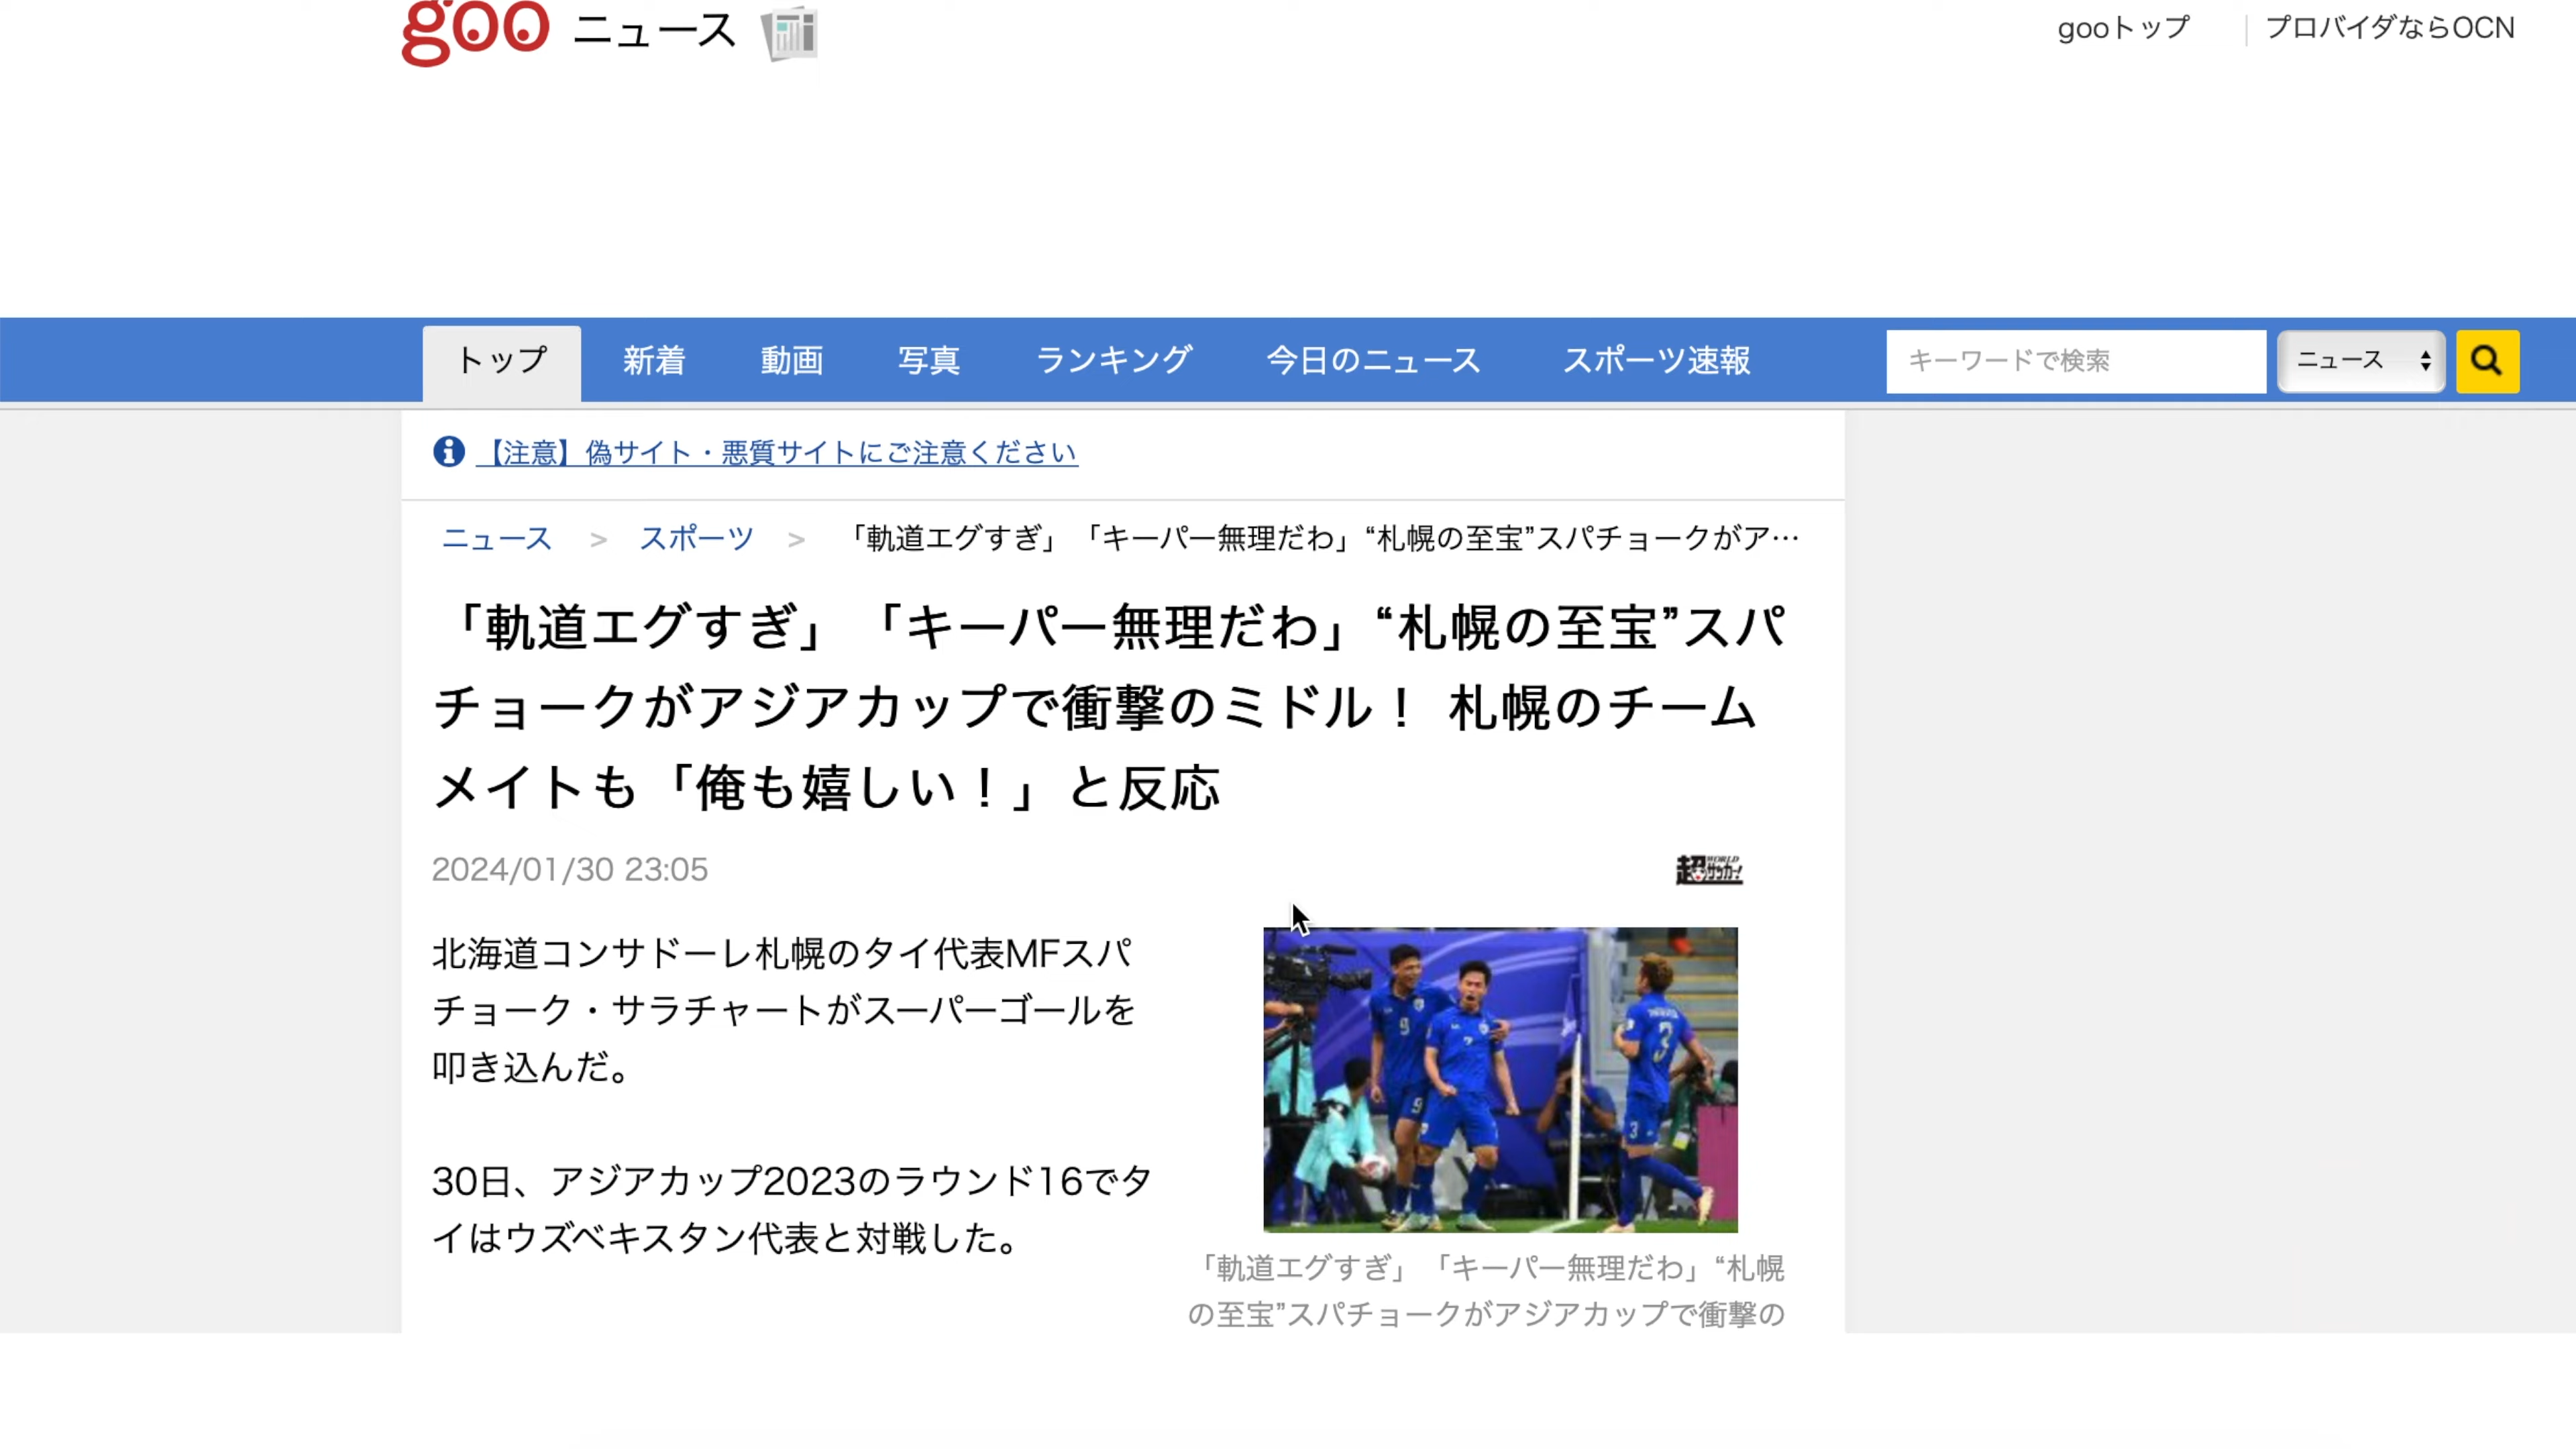 goo ニュース
gooトップ
プロバイダならOCN
トップ 新着 動画 写真 ランキング 今日のニュース スポーツ速報 キーワードで検索 ニュース
【注意】偽サイト・悪質サイトにご注意ください
ニュース > スポーツ > 「軌道エグすぎ」「キーパー無理だわ」“札幌の至宝”スパチョークがア…
「軌道エグすぎ」「キーパー無理だわ」“札幌の至宝”スパ
チョークがアジアカップで衝撃のミドル！ 札幌のチーム
メイトも「俺も嬉しい！」と反応
2024/01/30 23:05
超WORLDサッカー!
北海道コンサドーレ札幌のタイ代表MFスパ
チョーク・サラチャートがスーパーゴールを
叩き込んだ。
30日、アジアカップ2023のラウンド16でタ
イはウズベキスタン代表と対戦した。
9
7
3
9
3
「軌道エグすぎ」「キーパー無理だわ」“札幌
の至宝”スパチョークがアジアカップで衝撃の